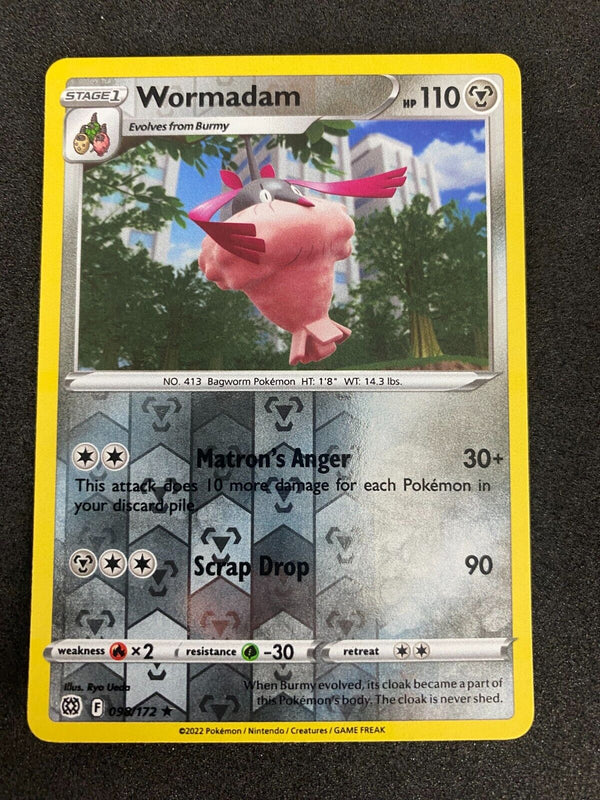 STAGE 1
Wormadam
HP 110
Evolves from Burmy
NO. 413 Bagworm Pokémon HT: 1'8" WT: 14.3 lbs.
Matron's Anger 30+
This attack does 10 more damage for each Pokémon in
your discard pile.
Scrap Drop 90
weakness ×2 resistance -30 retreat
Illus. Ryo Ueda
When Burmy evolved, its cloak became a part of
this Pokémon's body. The cloak is never shed.
F 098/172 ★
©2022 Pokémon / Nintendo / Creatures / GAME FREAK